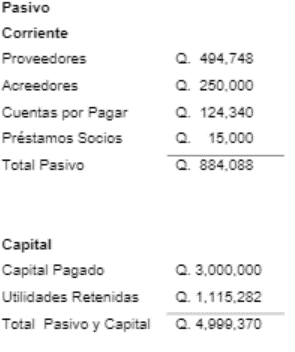 Pasivo
Corriente
Proveedores Q. 494,748
Acreedores Q. 250,000
Cuentas por Pagar Q. 124,340
Préstamos Socios Q. 15,000
Total Pasivo Q. 884,088
Capital
Capital Pagado Q. 3,000,000
Utilidades Retenidas Q. 1,115,282
Total Pasivo y Capital Q. 4,999,370